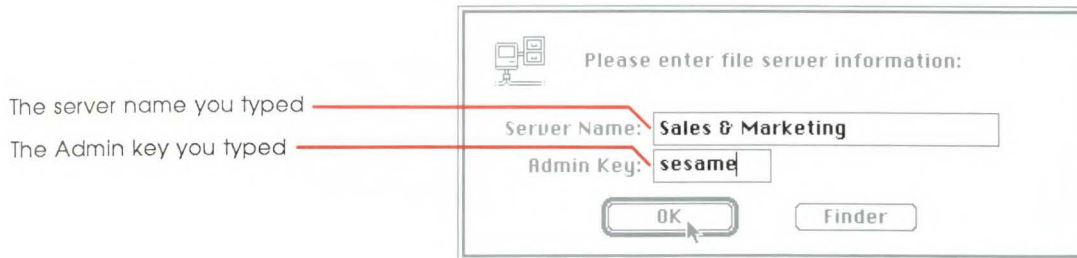 Please enter file server information:
The server name you typed
Server Name: Sales & Marketing
The Admin key you typed
Admin Key: sesame
OK
Finder